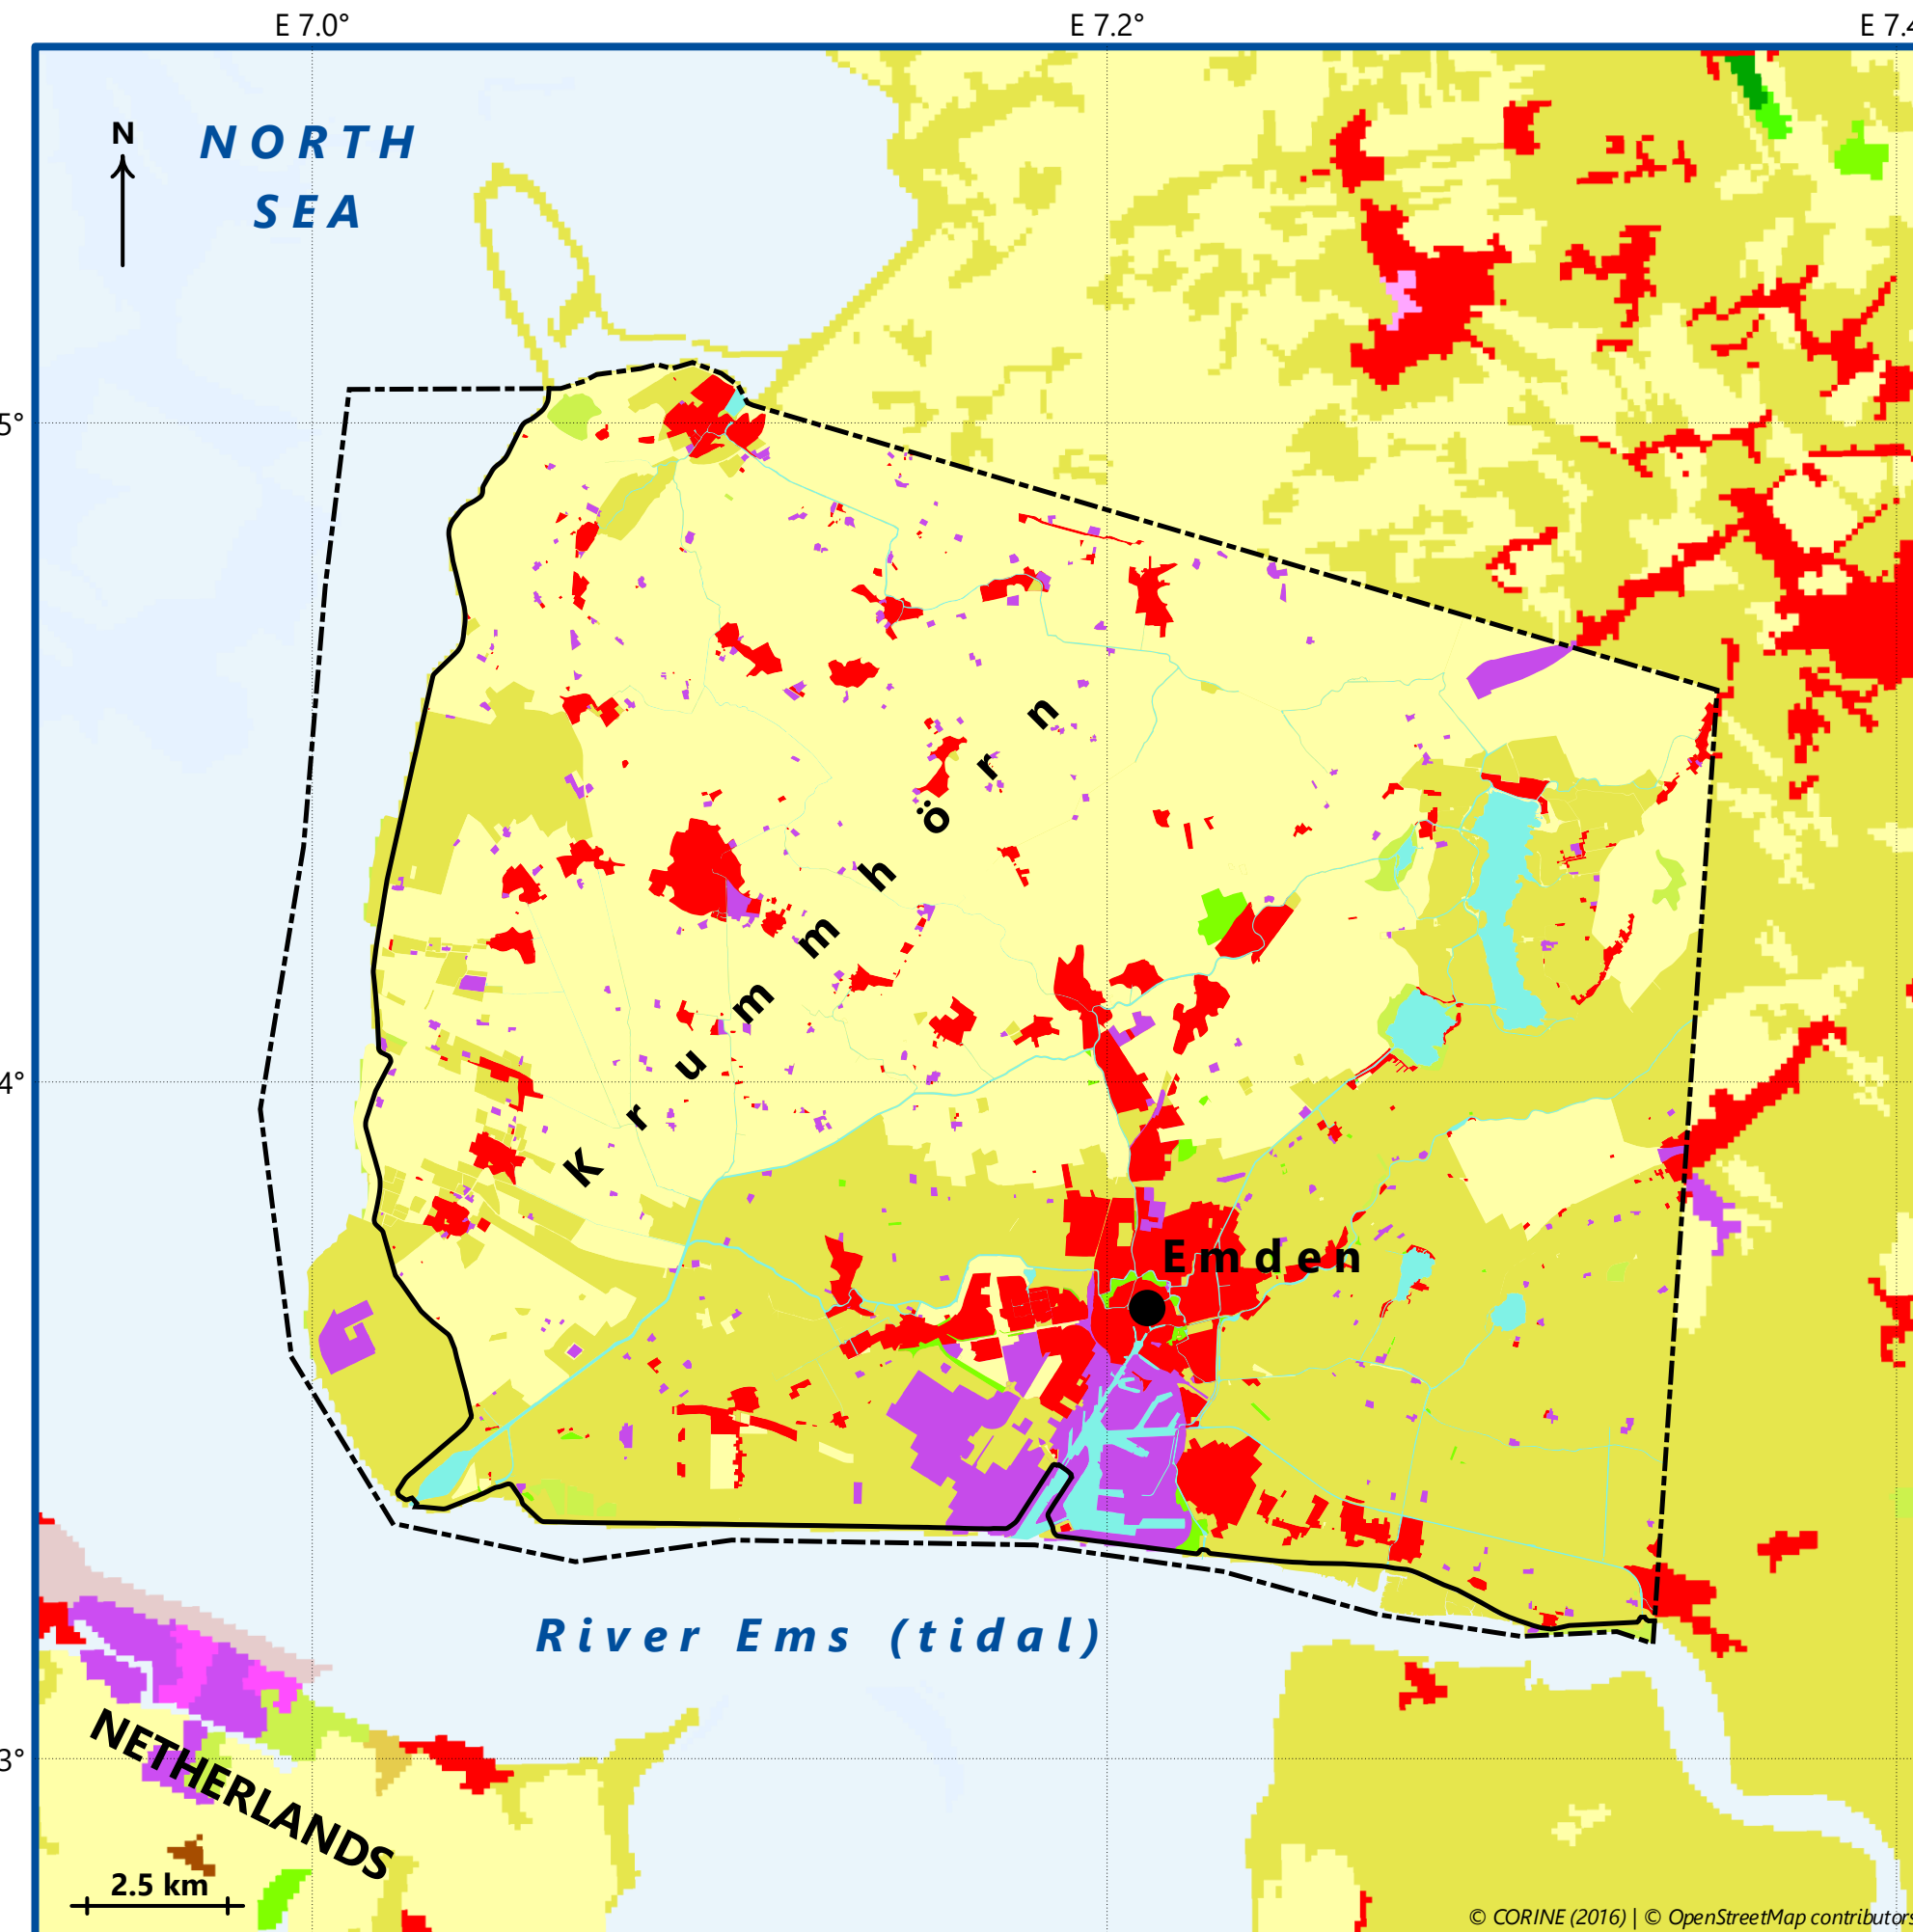 E 7.0°
E 7.2°
E 7.4
N
NORTH
SEA
5°
4°
3°
Krummhörn
Emden
River Ems (tidal)
NETHERLANDS
2.5 km
© CORINE (2016) | © OpenStreetMap contributors